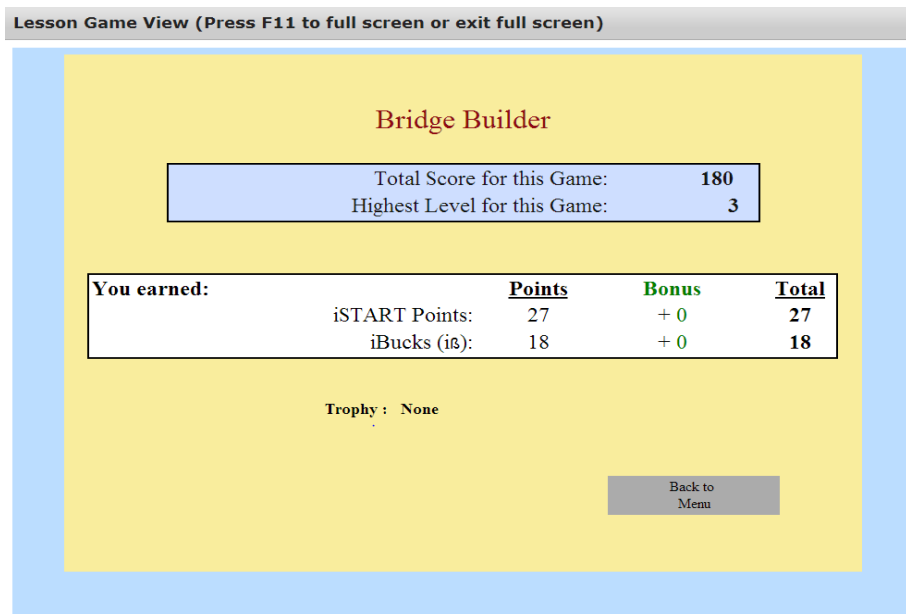 Lesson Game View (Press F11 to full screen or exit full screen)
Bridge Builder
Total Score for this Game: 180
Highest Level for this Game: 3
You earned: Points Bonus Total
iSTART Points: 27 + 0 27
iBucks (iß): 18 + 0 18
Trophy : None
Back to
Menu